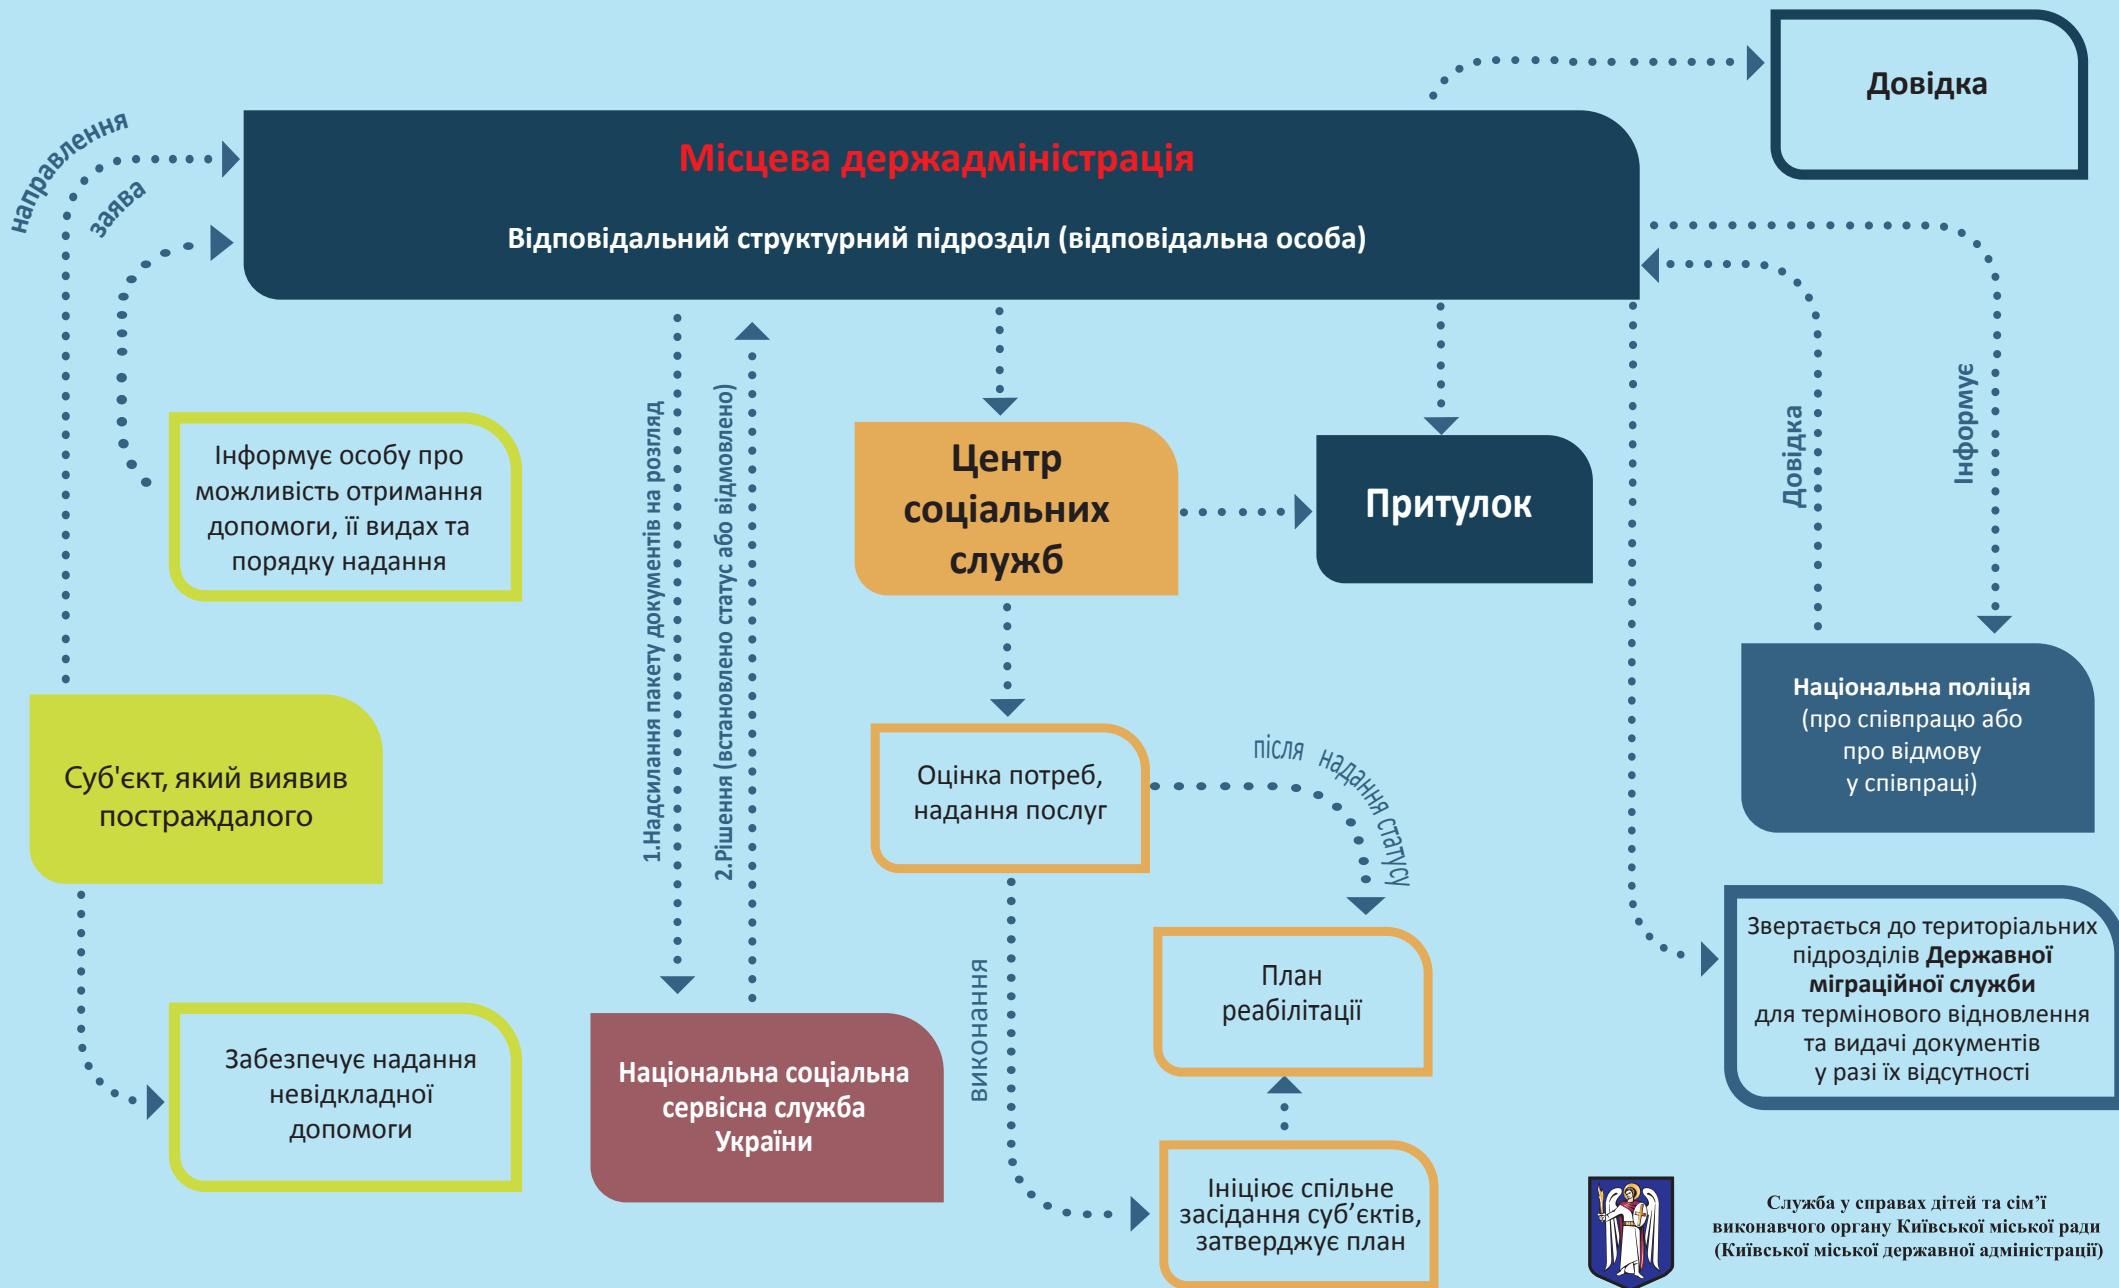 Довідка
направлення
заява
Місцева держадміністрація
Відповідальний структурний підрозділ (відповідальна особа)
Інформує особу про
можливість отримання
допомоги, її видах та
порядку надання
1.Надсилання пакету документів на розгляд
2.Рішення (встановлено статус або відмовлено)
Центр
соціальних
служб
Притулок
Довідка
Інформує
Національна поліція
(про співпрацю або
про відмову
у співпраці)
Суб'єкт, який виявив
постраждалого
Оцінка потреб,
надання послуг
після надання статусу
Звертається до територіальних
підрозділів Державної
міграційної служби
для термінового відновлення
та видачі документів
у разі їх відсутності
виконання
План
реабілітації
Забезпечує надання
невідкладної
допомоги
Національна соціальна
сервісна служба
України
Ініціює спільне
засідання суб’єктів,
затверджує план
Служба у справах дітей та сім’ї
виконавчого органу Київської міської ради
(Київської міської державної адміністрації)